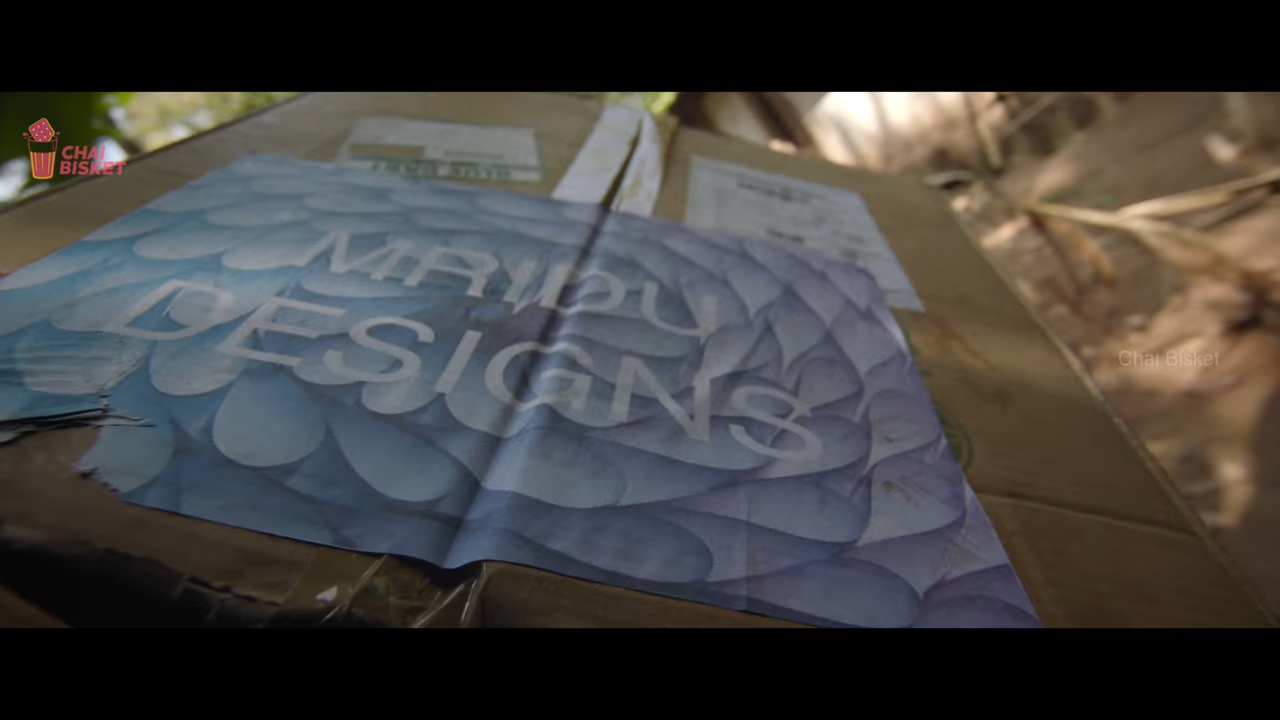 CHAI
BISKET
MRIDU
DESIGNS
Chai Bisket